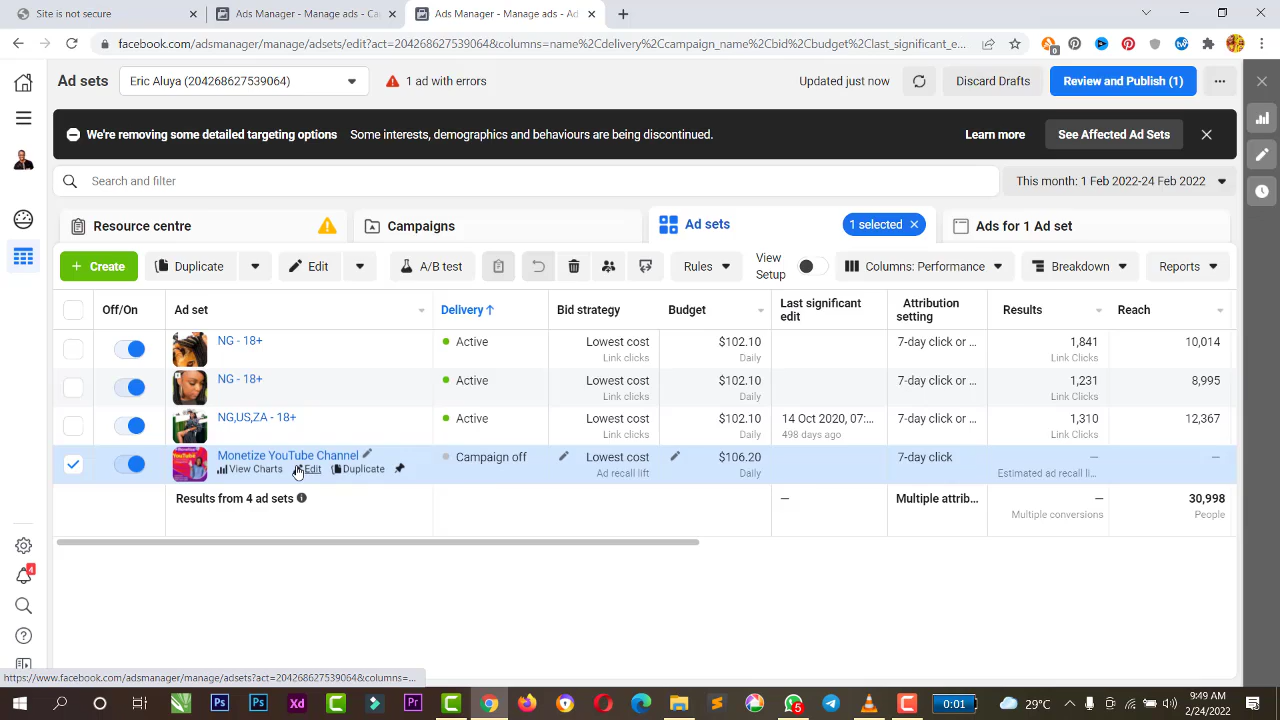 Site is not secure
Ads Manager - Manage ads - Ca
Ads Manager - Manage ads - Ad
facebook.com/adsmanager/manage/adsets/edit?act=204268627539064&columns=name%2Cdelivery%2Ccampaign_name%2Cbid%2Cbudget%2Clast_significant_e...
0
Ad sets
Eric Aluya (204268627539064)
1 ad with errors
Updated just now
Discard Drafts
Review and Publish (1)
We're removing some detailed targeting options
Some interests, demographics and behaviours are being discontinued.
Learn more
See Affected Ad Sets
Search and filter
This month: 1 Feb 2022-24 Feb 2022
Resource centre
Campaigns
Ad sets
1 selected
Ads for 1 Ad set
+ Create
Duplicate
Edit
A/B test
Rules
View Setup
Columns: Performance
Breakdown
Reports
Off/On
Ad set
Delivery ↑
Bid strategy
Budget
Last significant edit
Attribution setting
Results
Reach
NG - 18+
Active
Lowest cost
Link clicks
$102.10
Daily
7-day click or ...
1,841
Link Clicks
10,014
NG - 18+
Active
Lowest cost
Link clicks
$102.10
Daily
7-day click or ...
1,231
Link Clicks
8,995
NG,US,ZA - 18+
Active
Lowest cost
Link clicks
$102.10
Daily
14 Oct 2020, 07:...
498 days ago
7-day click or ...
1,310
Link Clicks
12,367
Monetize YouTube Channel
View Charts
Edit
Duplicate
Campaign off
Lowest cost
Ad recall lift
$106.20
Daily
7-day click
—
Estimated ad recall li...
—
Results from 4 ad sets
—
Multiple attrib...
—
Multiple conversions
30,998
People
4
https://www.facebook.com/adsmanager/manage/adsets?act=204268627539064&columns=...
Ps
Ps
Xd
Pr
5
0:01
29°C
9:49 AM
2/24/2022